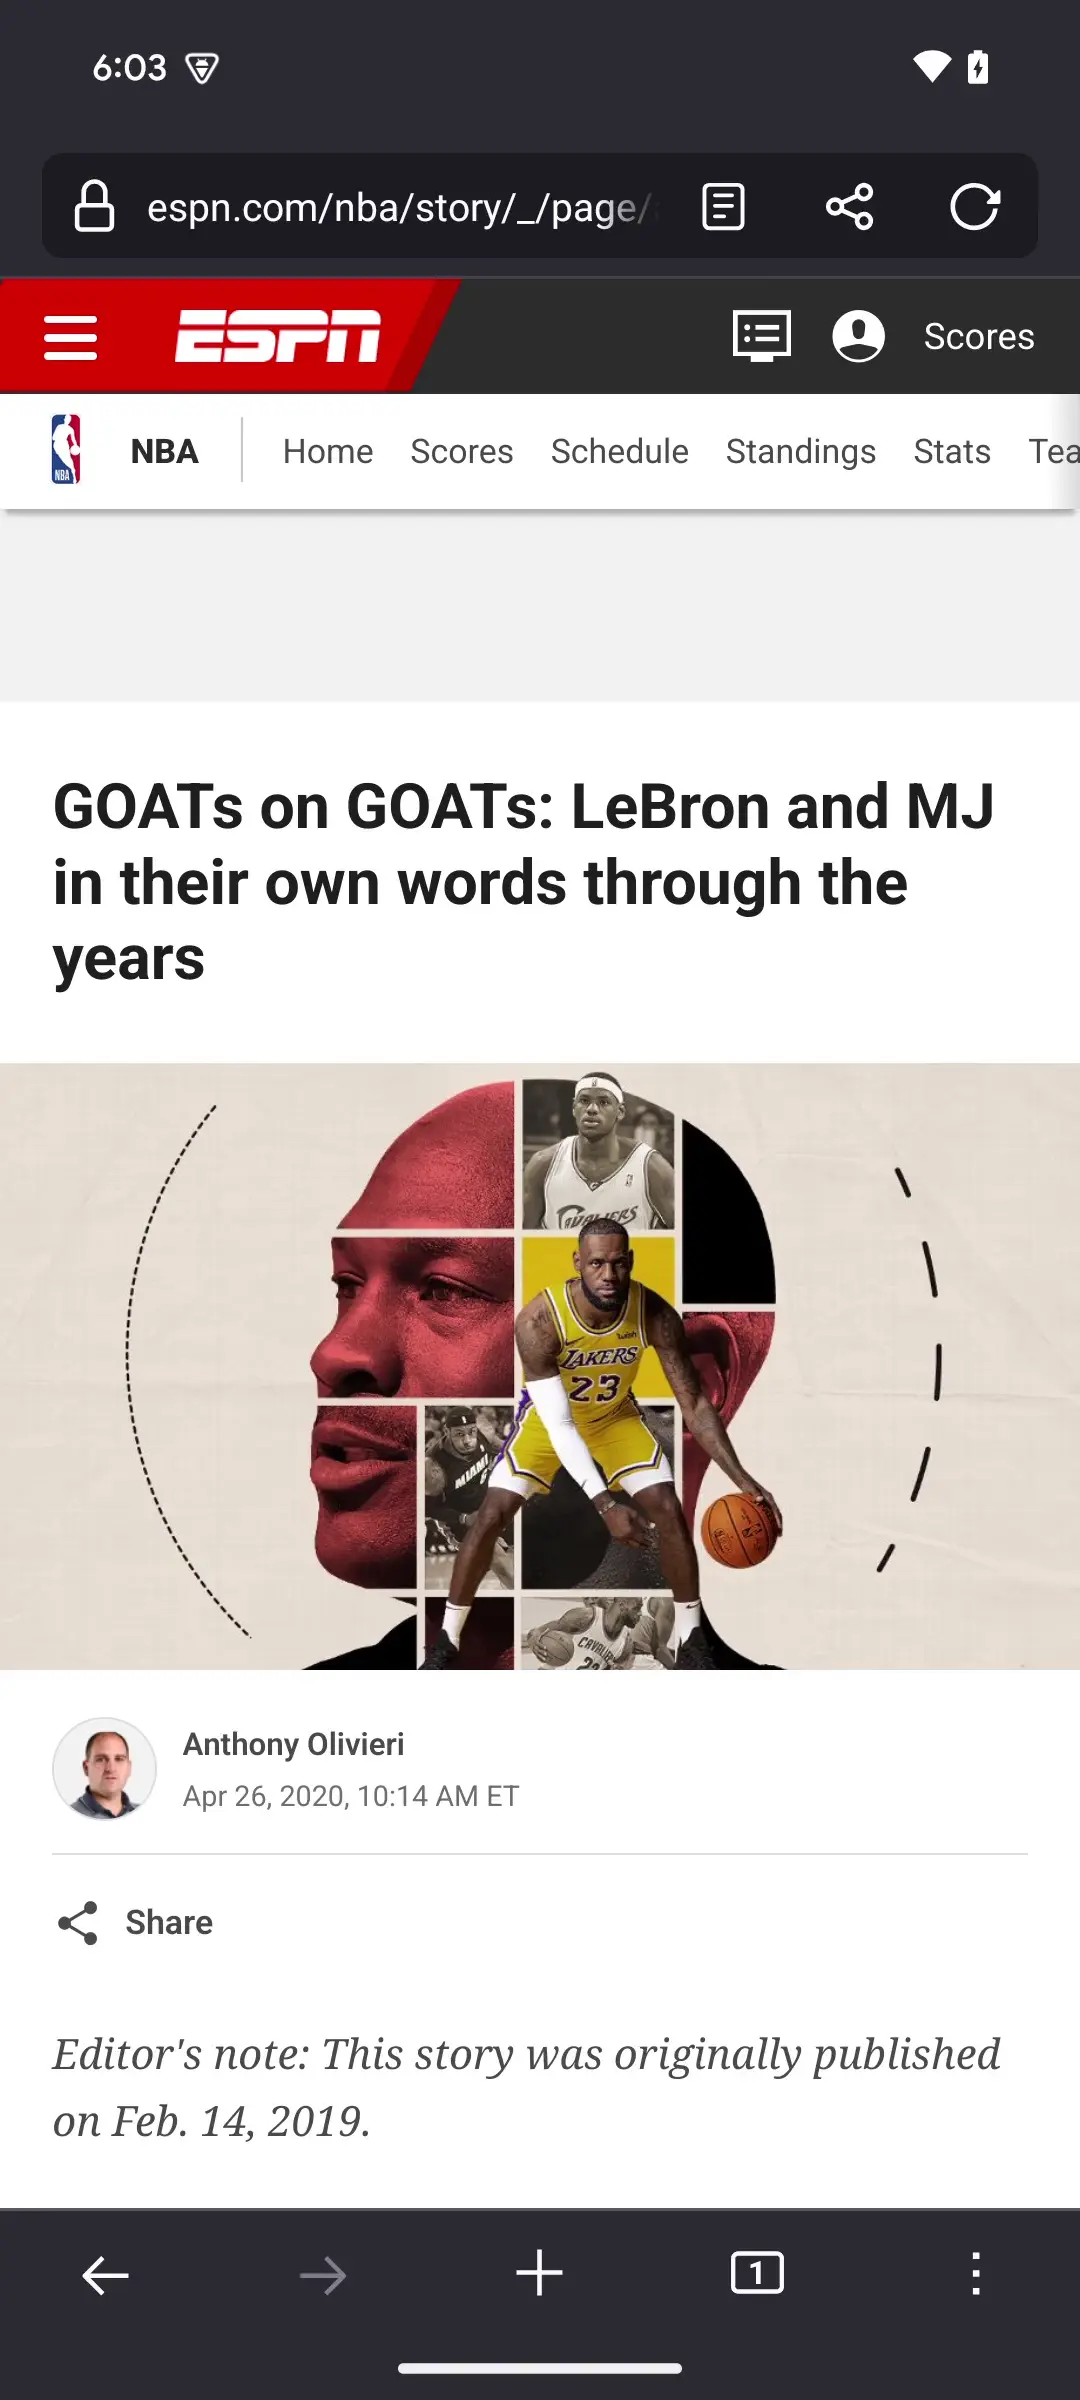 6:03
espn.com/nba/story/_/page/
ESPN
Scores
NBA
NBA Home Scores Schedule Standings Stats Tea
GOATs on GOATs: LeBron and MJ
in their own words through the
years
CAVALIERS
LAKERS
23
MIAMI
CAVALIERS
Anthony Olivieri
Apr 26, 2020, 10:14 AM ET
Share
Editor's note: This story was originally published
on Feb. 14, 2019.
1